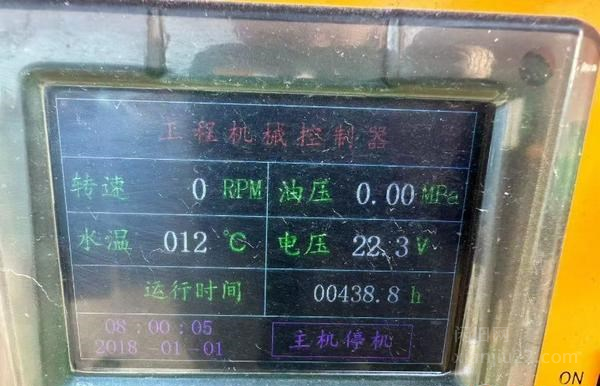 工程机械控制器
转速 0 RPM 油压 0.00 MPa
水温 012 ℃ 电压 22.3 V
运行时间 00438.8 h
08:00:05
2018-01-01
主机停机
ON